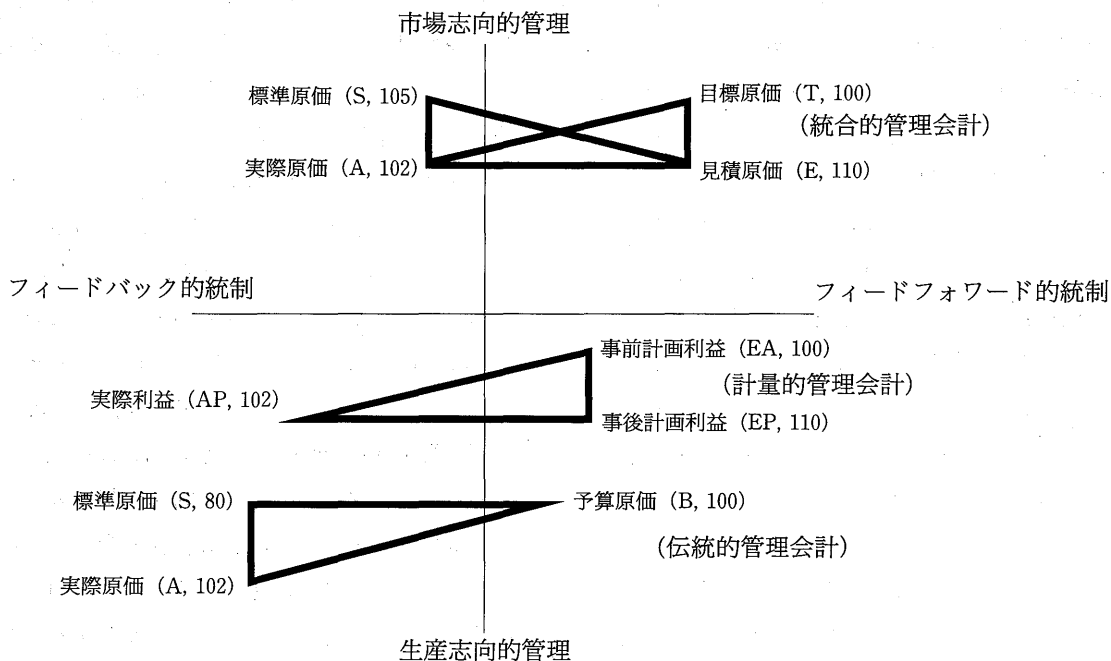 市場志向的管理
標準原価 (S, 105)
目標原価 (T, 100)
(統合的管理会計)
実際原価 (A, 102)
見積原価 (E, 110)
フィードバック的統制
フィードフォワード的統制
事前計画利益 (EA, 100)
(計量的管理会計)
実際利益 (AP, 102)
事後計画利益 (EP, 110)
標準原価 (S, 80)
予算原価 (B, 100)
(伝統的管理会計)
実際原価 (A, 102)
生産志向的管理